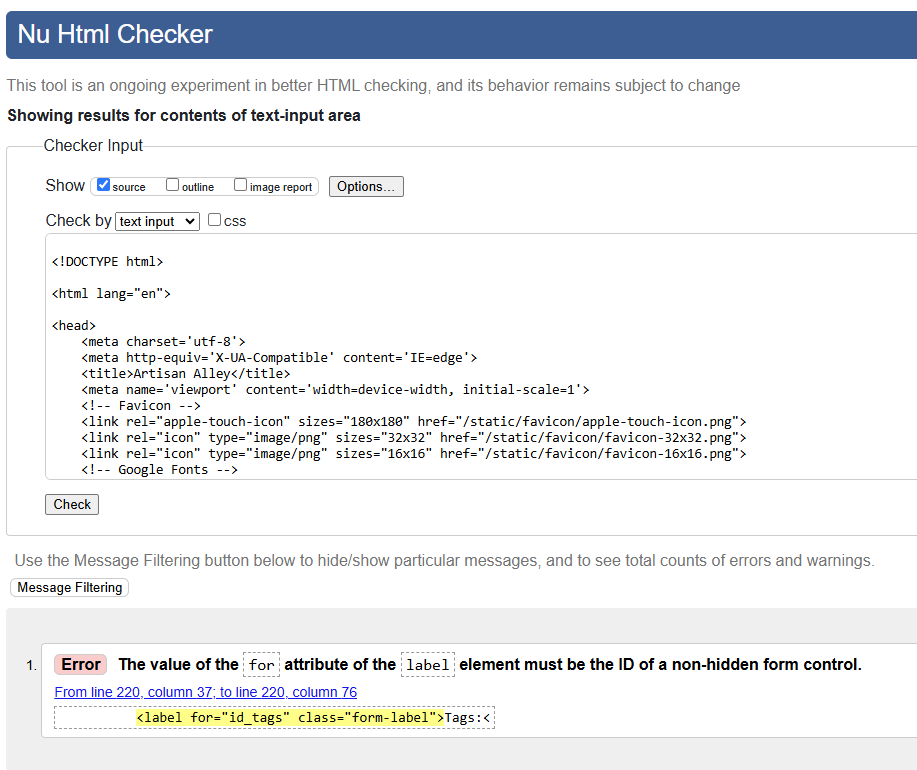 Nu Html Checker
This tool is an ongoing experiment in better HTML checking, and its behavior remains subject to change
Showing results for contents of text-input area
Checker Input
Show source outline image report Options...
Check by text input css
<!DOCTYPE html>
<html lang="en">
<head>
    <meta charset='utf-8'>
    <meta http-equiv='X-UA-Compatible' content='IE=edge'>
    <title>Artisan Alley</title>
    <meta name='viewport' content='width=device-width, initial-scale=1'>
    <!-- Favicon -->
    <link rel="apple-touch-icon" sizes="180x180" href="/static/favicon/apple-touch-icon.png">
    <link rel="icon" type="image/png" sizes="32x32" href="/static/favicon/favicon-32x32.png">
    <link rel="icon" type="image/png" sizes="16x16" href="/static/favicon/favicon-16x16.png">
    <!-- Google Fonts -->
Check
Use the Message Filtering button below to hide/show particular messages, and to see total counts of errors and warnings.
Message Filtering
1. Error The value of the for attribute of the label element must be the ID of a non-hidden form control.
From line 220, column 37; to line 220, column 76
<label for="id_tags" class="form-label">Tags:<